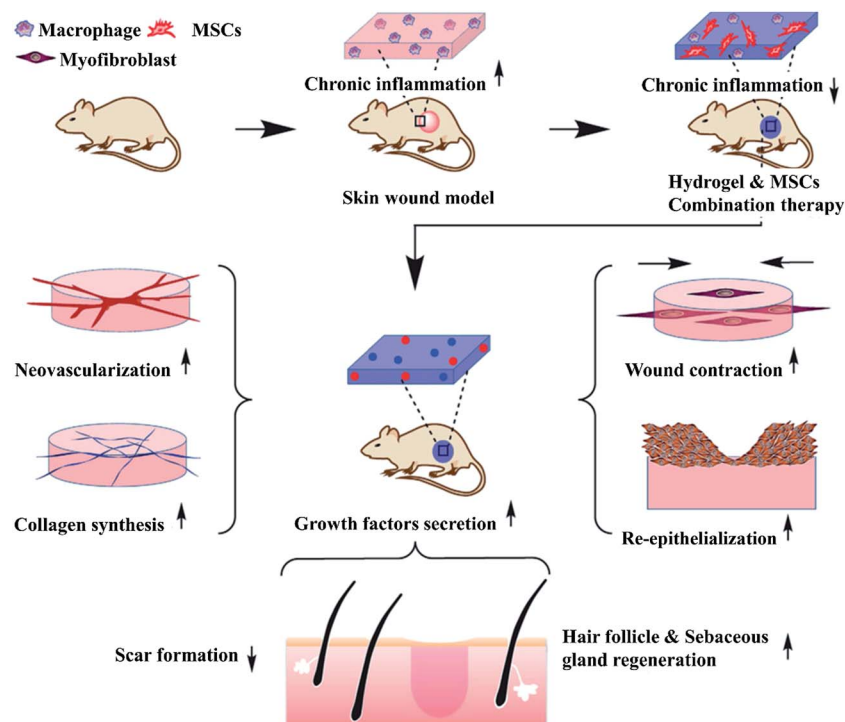 Macrophage MSCs
Myofibroblast
Chronic inflammation
Chronic inflammation
Skin wound model
Hydrogel & MSCs
Combination therapy
Neovascularization
Wound contraction
Collagen synthesis
Growth factors secretion
Re-epithelialization
Scar formation
Hair follicle & Sebaceous
gland regeneration